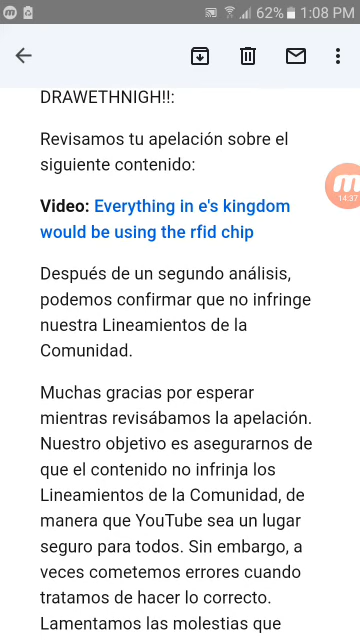 62% 1:08 PM
DRAWETHNIGH!!:
Revisamos tu apelación sobre el
siguiente contenido:
Video: Everything in e's kingdom
would be using the rfid chip
14:37
Después de un segundo análisis,
podemos confirmar que no infringe
nuestra Lineamientos de la
Comunidad.
Muchas gracias por esperar
mientras revisábamos la apelación.
Nuestro objetivo es asegurarnos de
que el contenido no infrinja los
Lineamientos de la Comunidad, de
manera que YouTube sea un lugar
seguro para todos. Sin embargo, a
veces cometemos errores cuando
tratamos de hacer lo correcto.
Lamentamos las molestias que